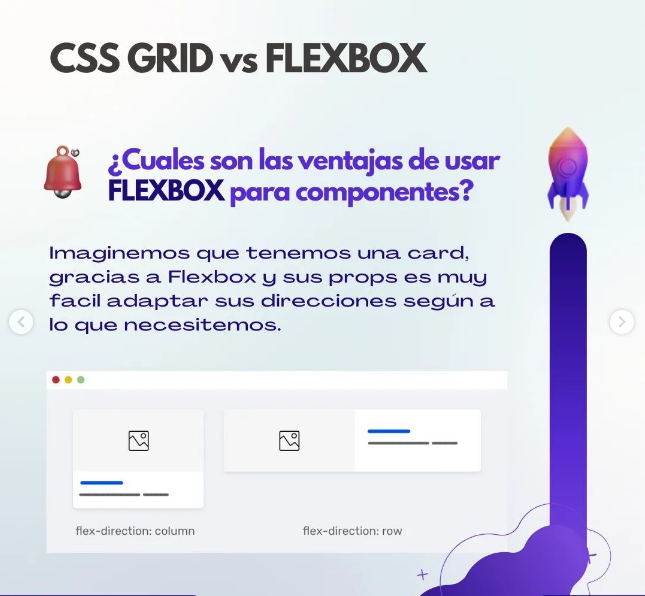 CSS GRID vs FLEXBOX
¿Cuales son las ventajas de usar
FLEXBOX para componentes?
Imaginemos que tenemos una card,
gracias a Flexbox y sus props es muy
facil adaptar sus direcciones según a
lo que necesitemos.
flex-direction: column
flex-direction: row